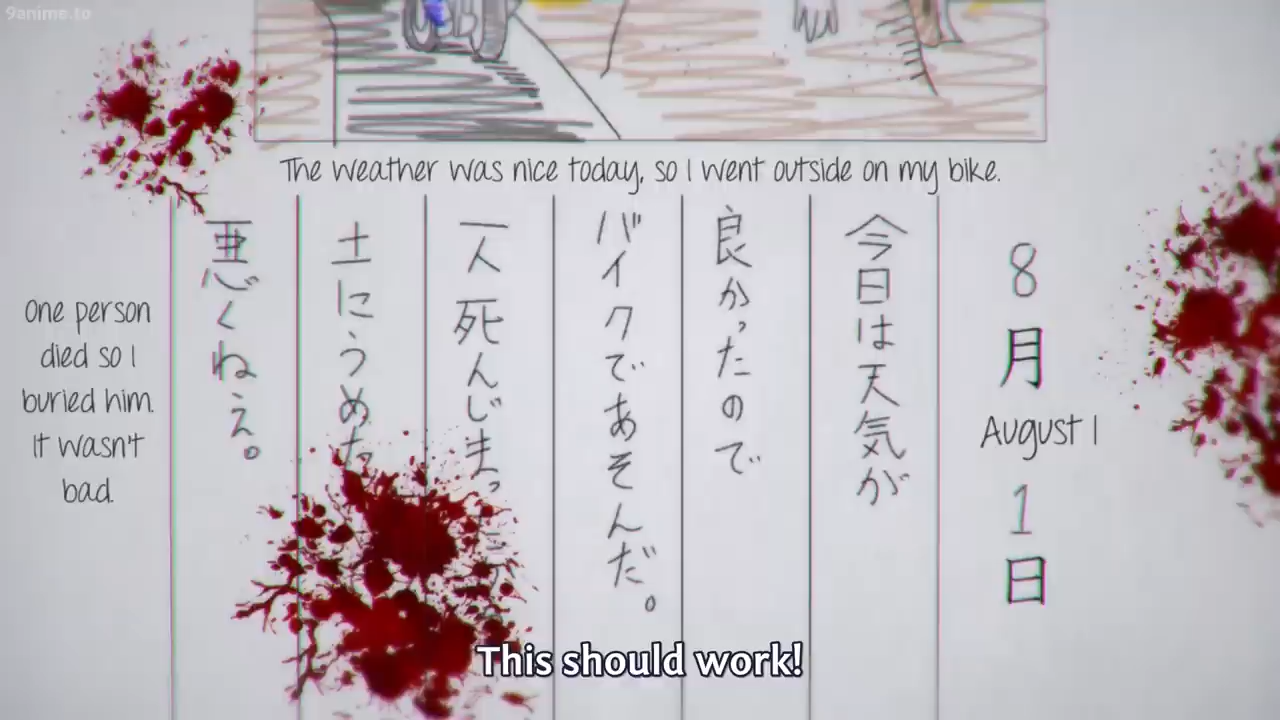 9anime.to
The weather was nice today, so I went outside on my bike.
8月
August 1
1日
今日は天気が
良かったので
バイクであそんだ。
一人死んじまっ
土にうめた
悪くねえ。
One person
died so I
buried him.
It wasn't
bad.
This should work!